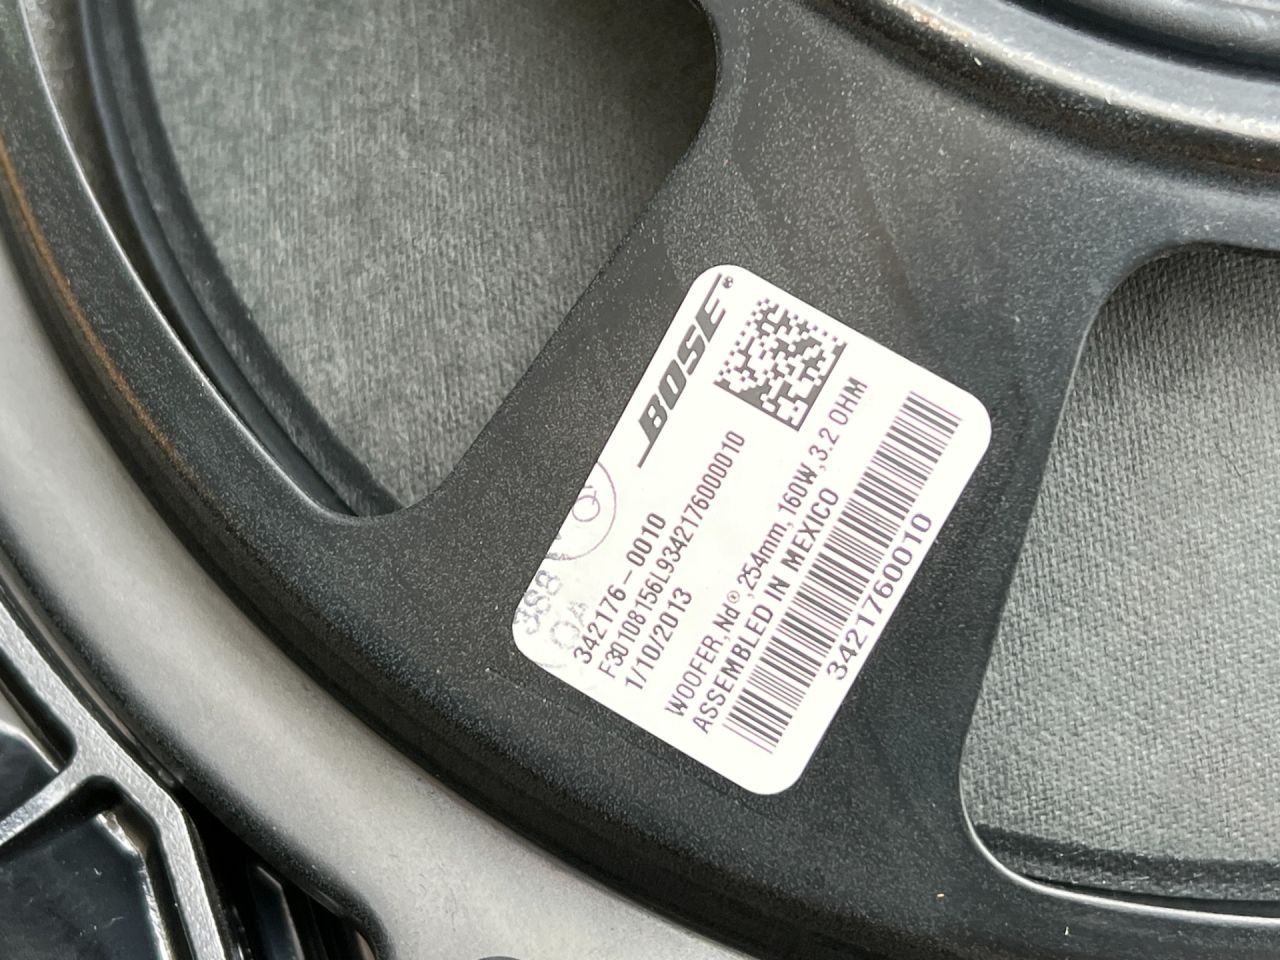 BOSE®
342176-0010
F30108156L9342176000010
1/10/2013
WOOFER, Nd®, 254mm, 160W, 3.2 OHM
ASSEMBLED IN MEXICO
3421760010